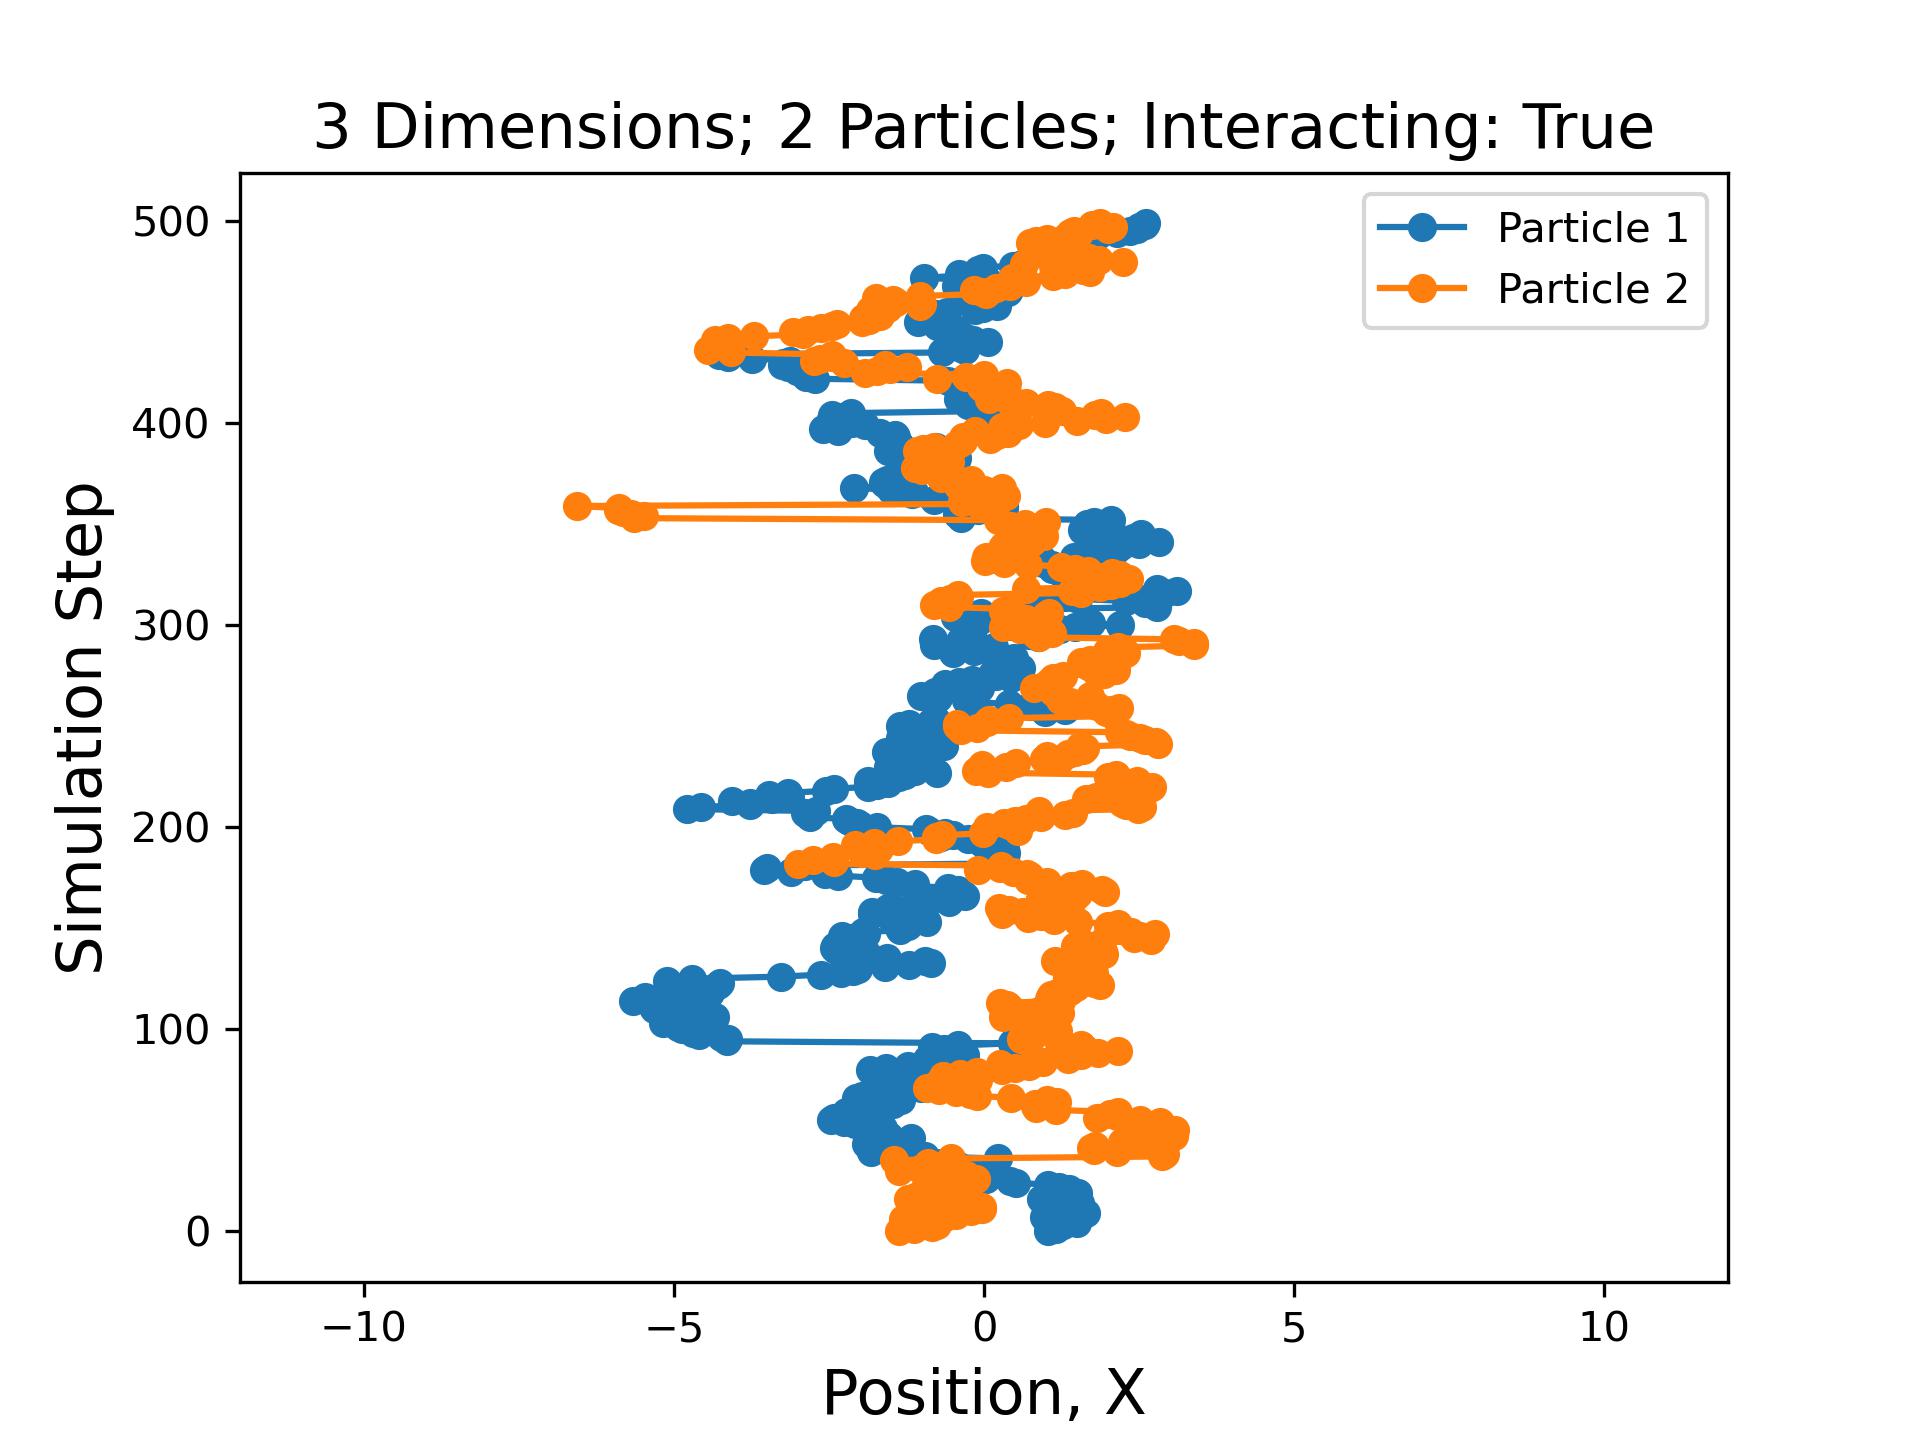 3 Dimensions; 2 Particles; Interacting: True
Particle 1
Particle 2
Simulation Step
500
400
300
200
100
0
−10
−5
0
5
10
Position, X